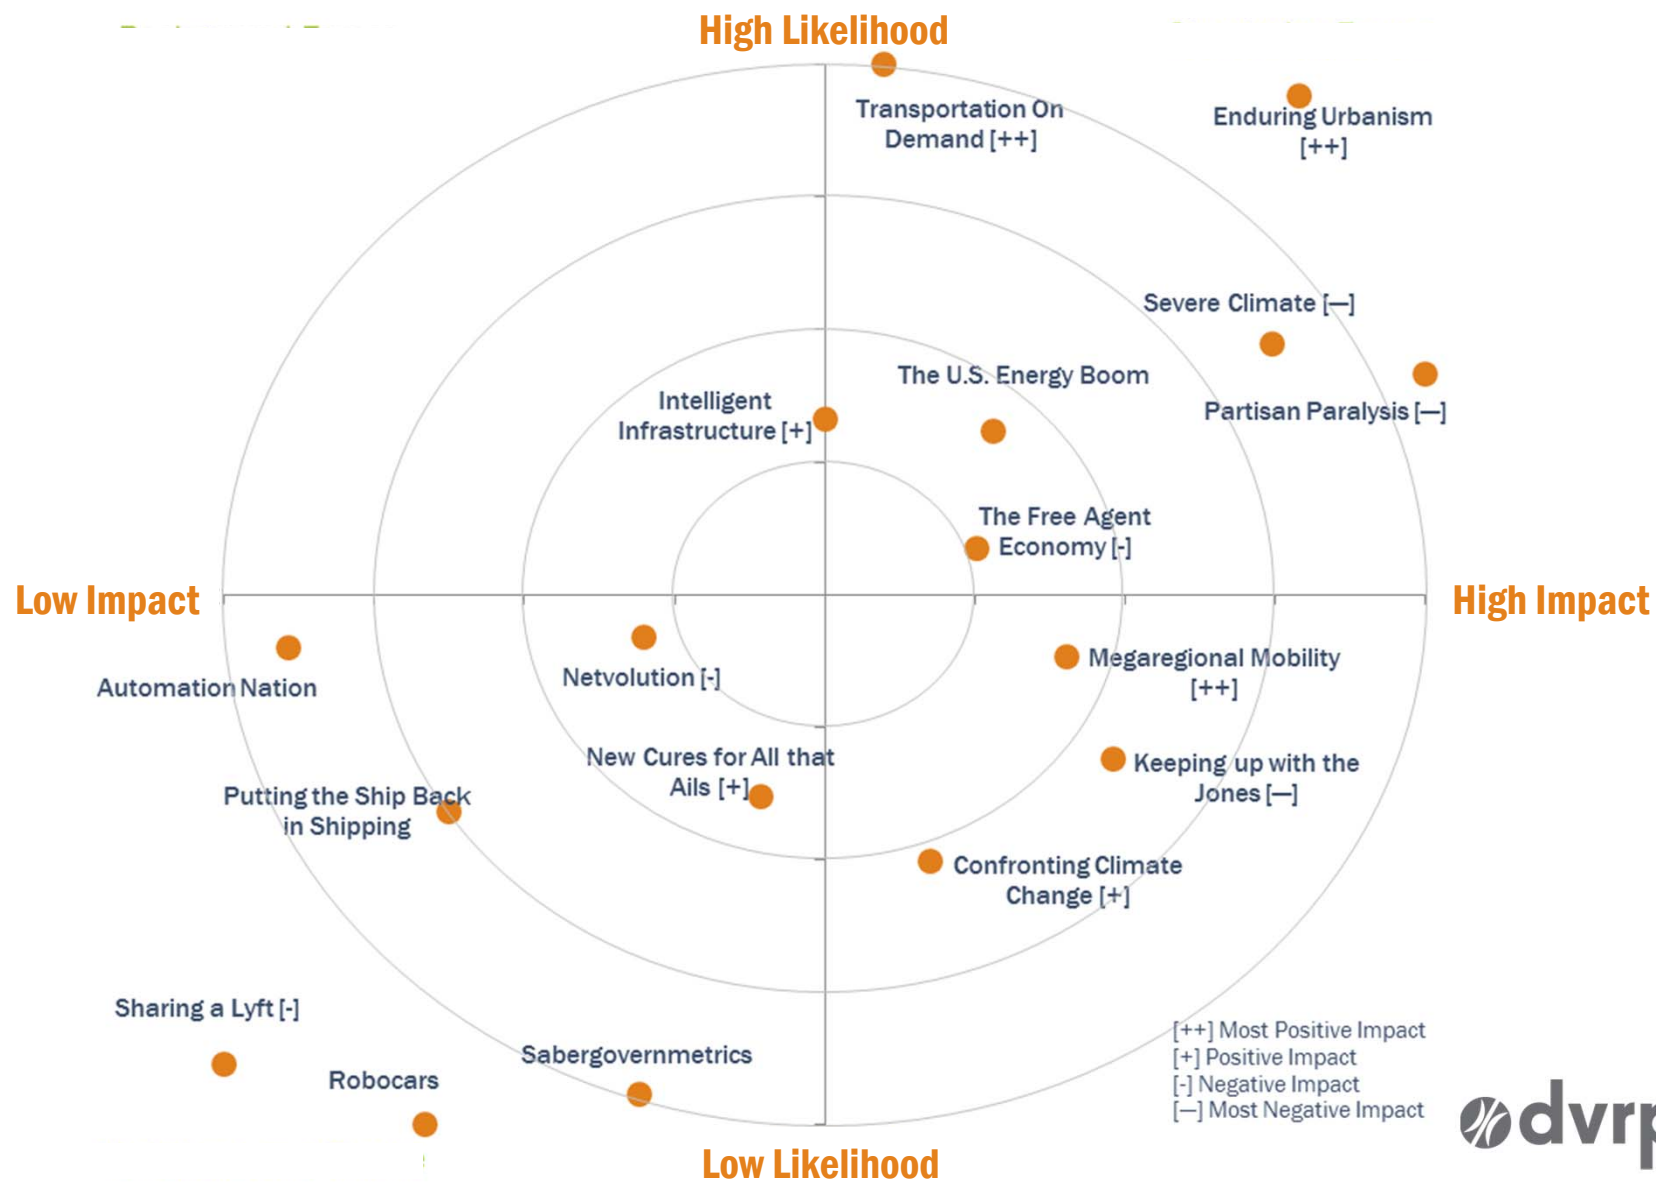 High Likelihood
Transportation On
Demand [++]
Enduring Urbanism
[++]
Severe Climate [—]
The U.S. Energy Boom
Intelligent
Infrastructure [+]
Partisan Paralysis [—]
The Free Agent
Economy [-]
Low Impact
High Impact
Netvolution [-]
Megaregional Mobility
[++]
Automation Nation
New Cures for All that
Ails [+]
Keeping up with the
Jones [—]
Putting the Ship Back
in Shipping
Confronting Climate
Change [+]
Sharing a Lyft [-]
Sabergovernmetrics
Robocars
[++] Most Positive Impact
[+] Positive Impact
[-] Negative Impact
[—] Most Negative Impact
Low Likelihood